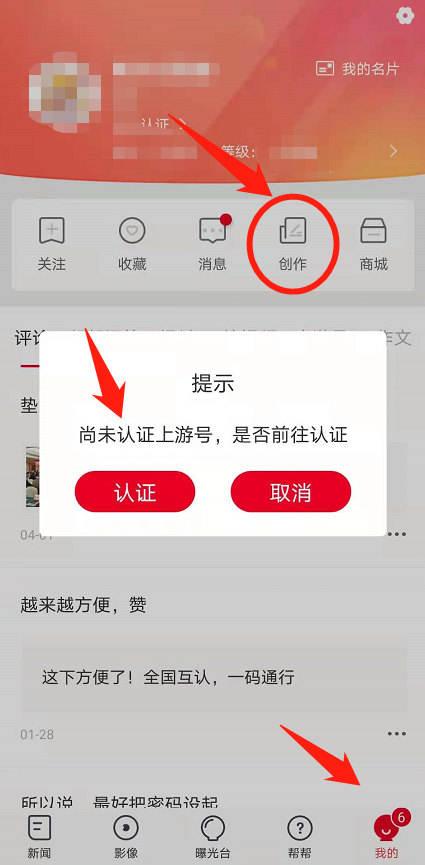 我的名片
认证 >
等级:
关注
收藏
消息
创作
商城
评论
作文
提示
尚未认证上游号，是否前往认证
认证
取消
垫
越来越方便，赞
这下方便了！全国互认，一码通行
01-28
所以说，最好把密码设起
6
新闻
影像
曝光台
帮帮
我的